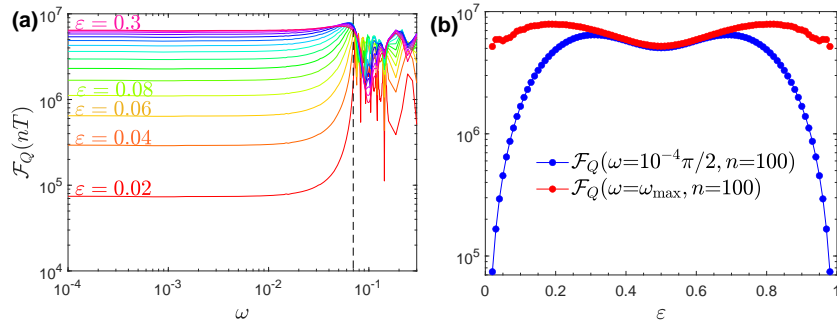 (a)
10^7
10^6
10^5
10^4
ℱ_Q(nT)
ε = 0.3
ε = 0.08
ε = 0.06
ε = 0.04
ε = 0.02
10^-4
10^-3
10^-2
10^-1
ω
(b)
10^6
10^5
ℱ_Q(ω=10^-4π/2, n=100)
ℱ_Q(ω=ω_max, n=100)
0 0.2 0.4 0.6 0.8 1
ε